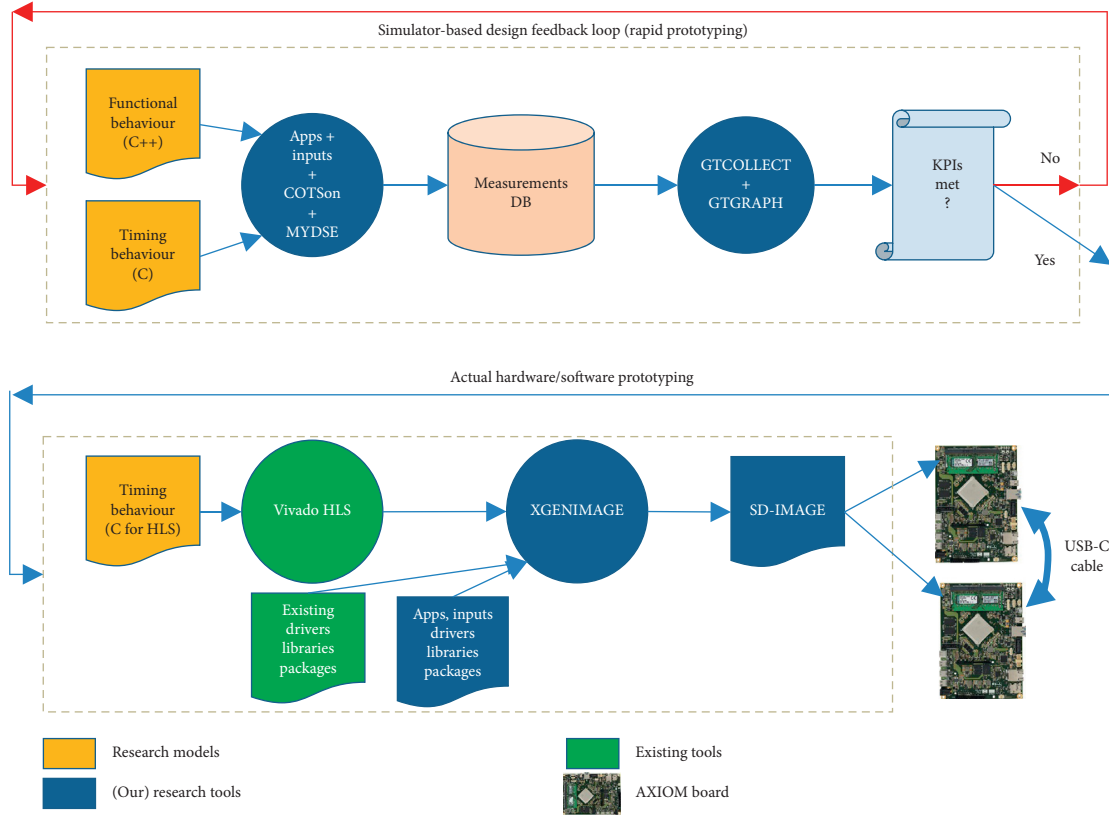 Simulator-based design feedback loop (rapid prototyping)
Functional
behaviour
(C++)
Timing
behaviour
(C)
Apps +
inputs
+
COTSon
+
MYDSE
Measurements
DB
GTCOLLECT
+
GTGRAPH
KPIs
met
?
No
Yes
Actual hardware/software prototyping
Timing
behaviour
(C for HLS)
Vivado HLS
XGENIMAGE
SD-IMAGE
Existing
drivers
libraries
packages
Apps, inputs
drivers
libraries
packages
USB-C
cable
Research models
(Our) research tools
Existing tools
AXIOM board